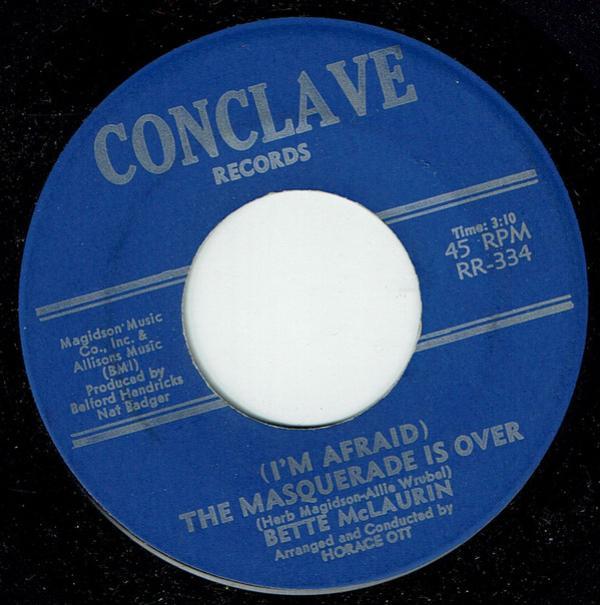 CONCLAVE
RECORDS
Time: 3:10
45 RPM
RR-334
Magidson Music
Co., Inc. &
Allisons Music
(BMI)
Produced by
Belford Hendricks
Nat Badger
(I'M AFRAID)
THE MASQUERADE IS OVER
(Herb Magidson-Allie Wrubel)
BETTE McLAURIN
Arranged and Conducted by
HORACE OTT